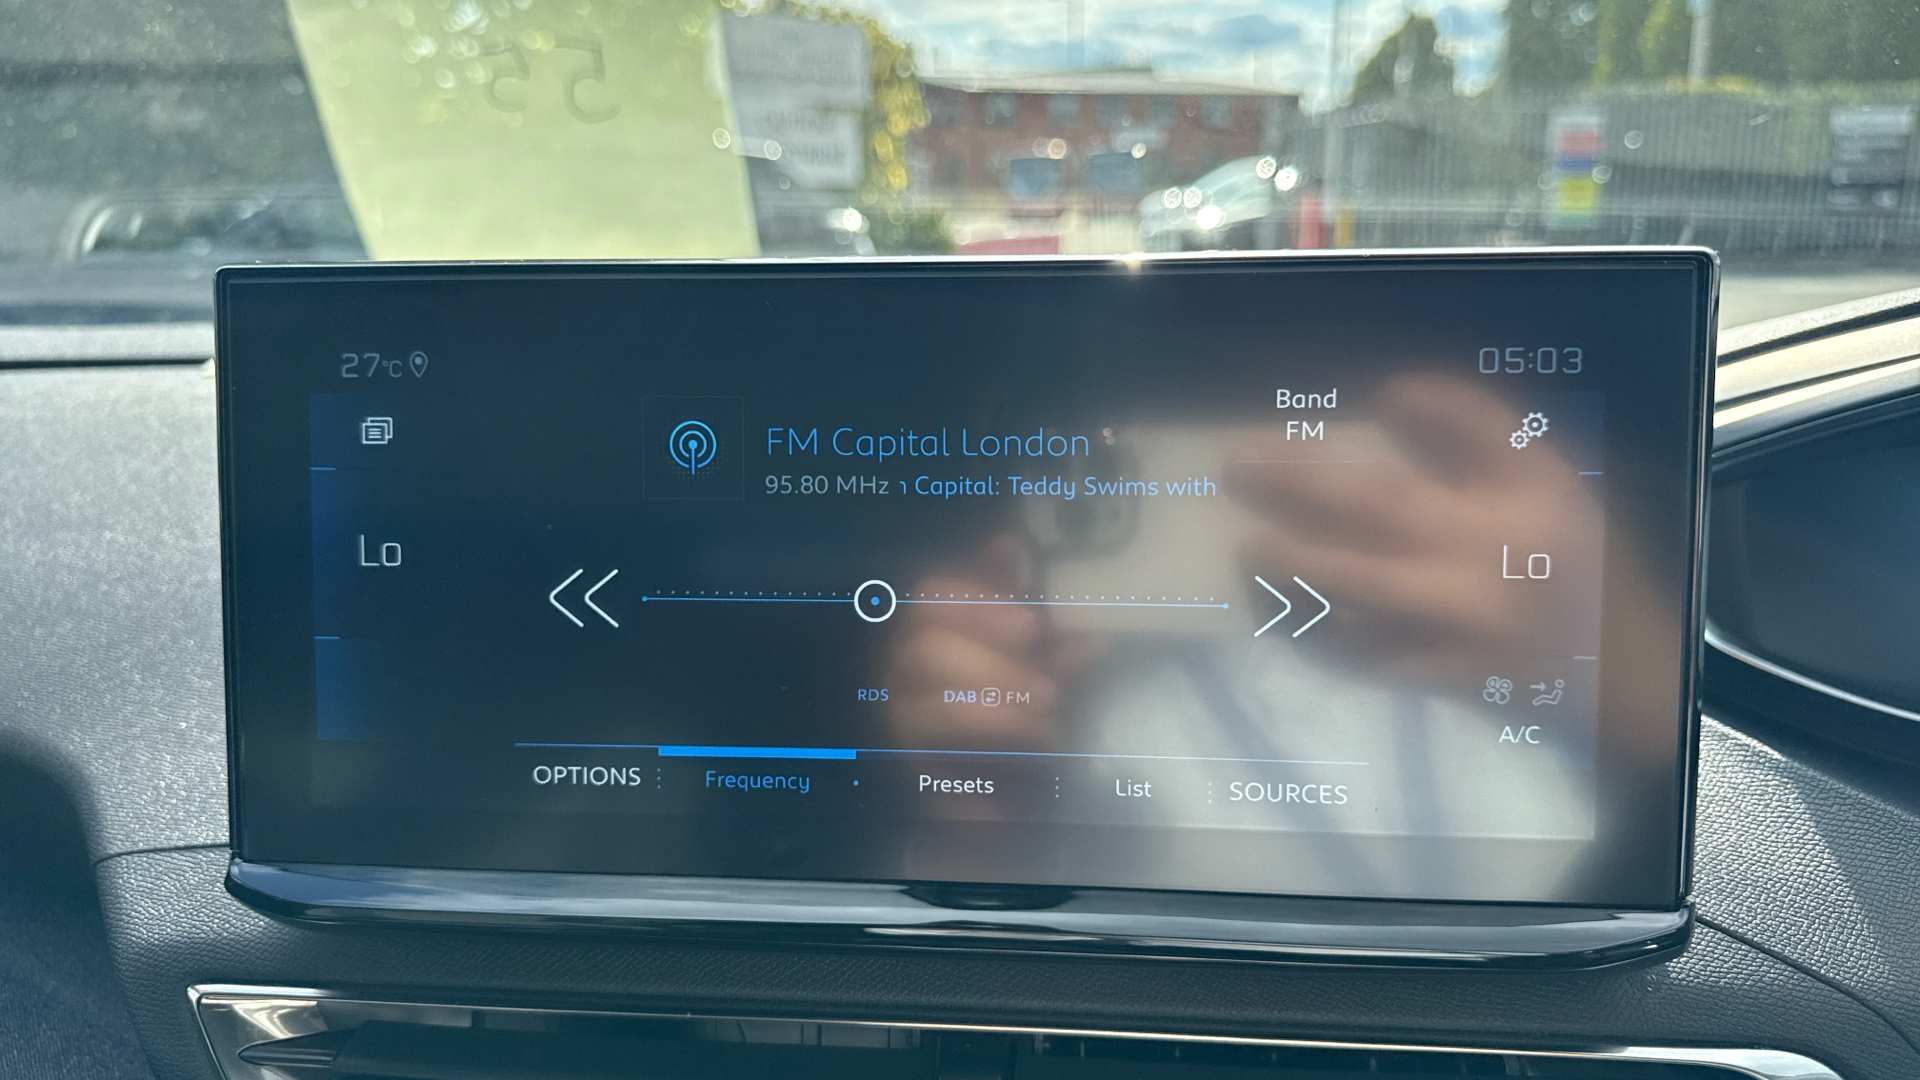 55
27°C
05:03
Band
FM
FM Capital London
95.80 MHz
ı Capital: Teddy Swims with
Lo
Lo
RDS
DAB FM
A/C
OPTIONS
Frequency
Presets
List
SOURCES